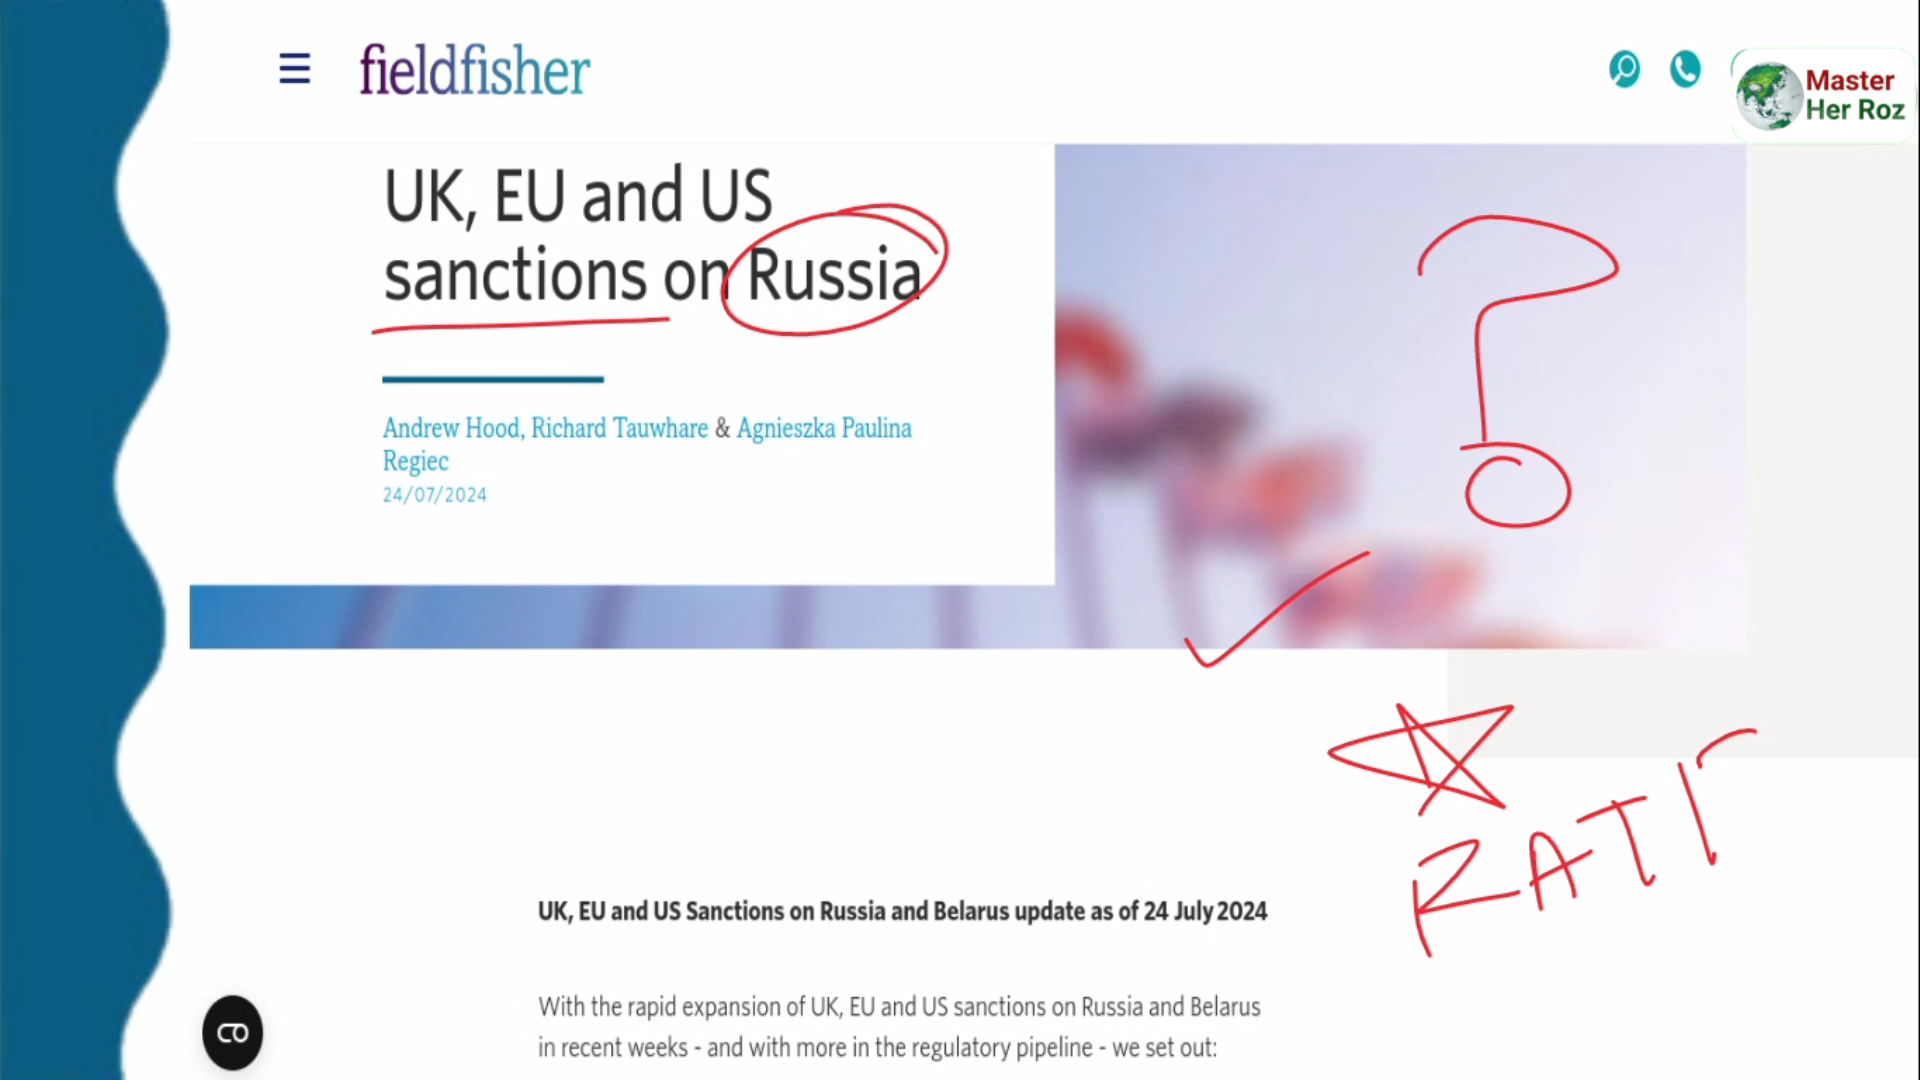 fieldfisher
Master
Her Roz
UK, EU and US
sanctions on Russia
Andrew Hood, Richard Tauwhare & Agnieszka Paulina
Regiec
24/07/2024
UK, EU and US Sanctions on Russia and Belarus update as of 24 July 2024
With the rapid expansion of UK, EU and US sanctions on Russia and Belarus
in recent weeks - and with more in the regulatory pipeline - we set out: